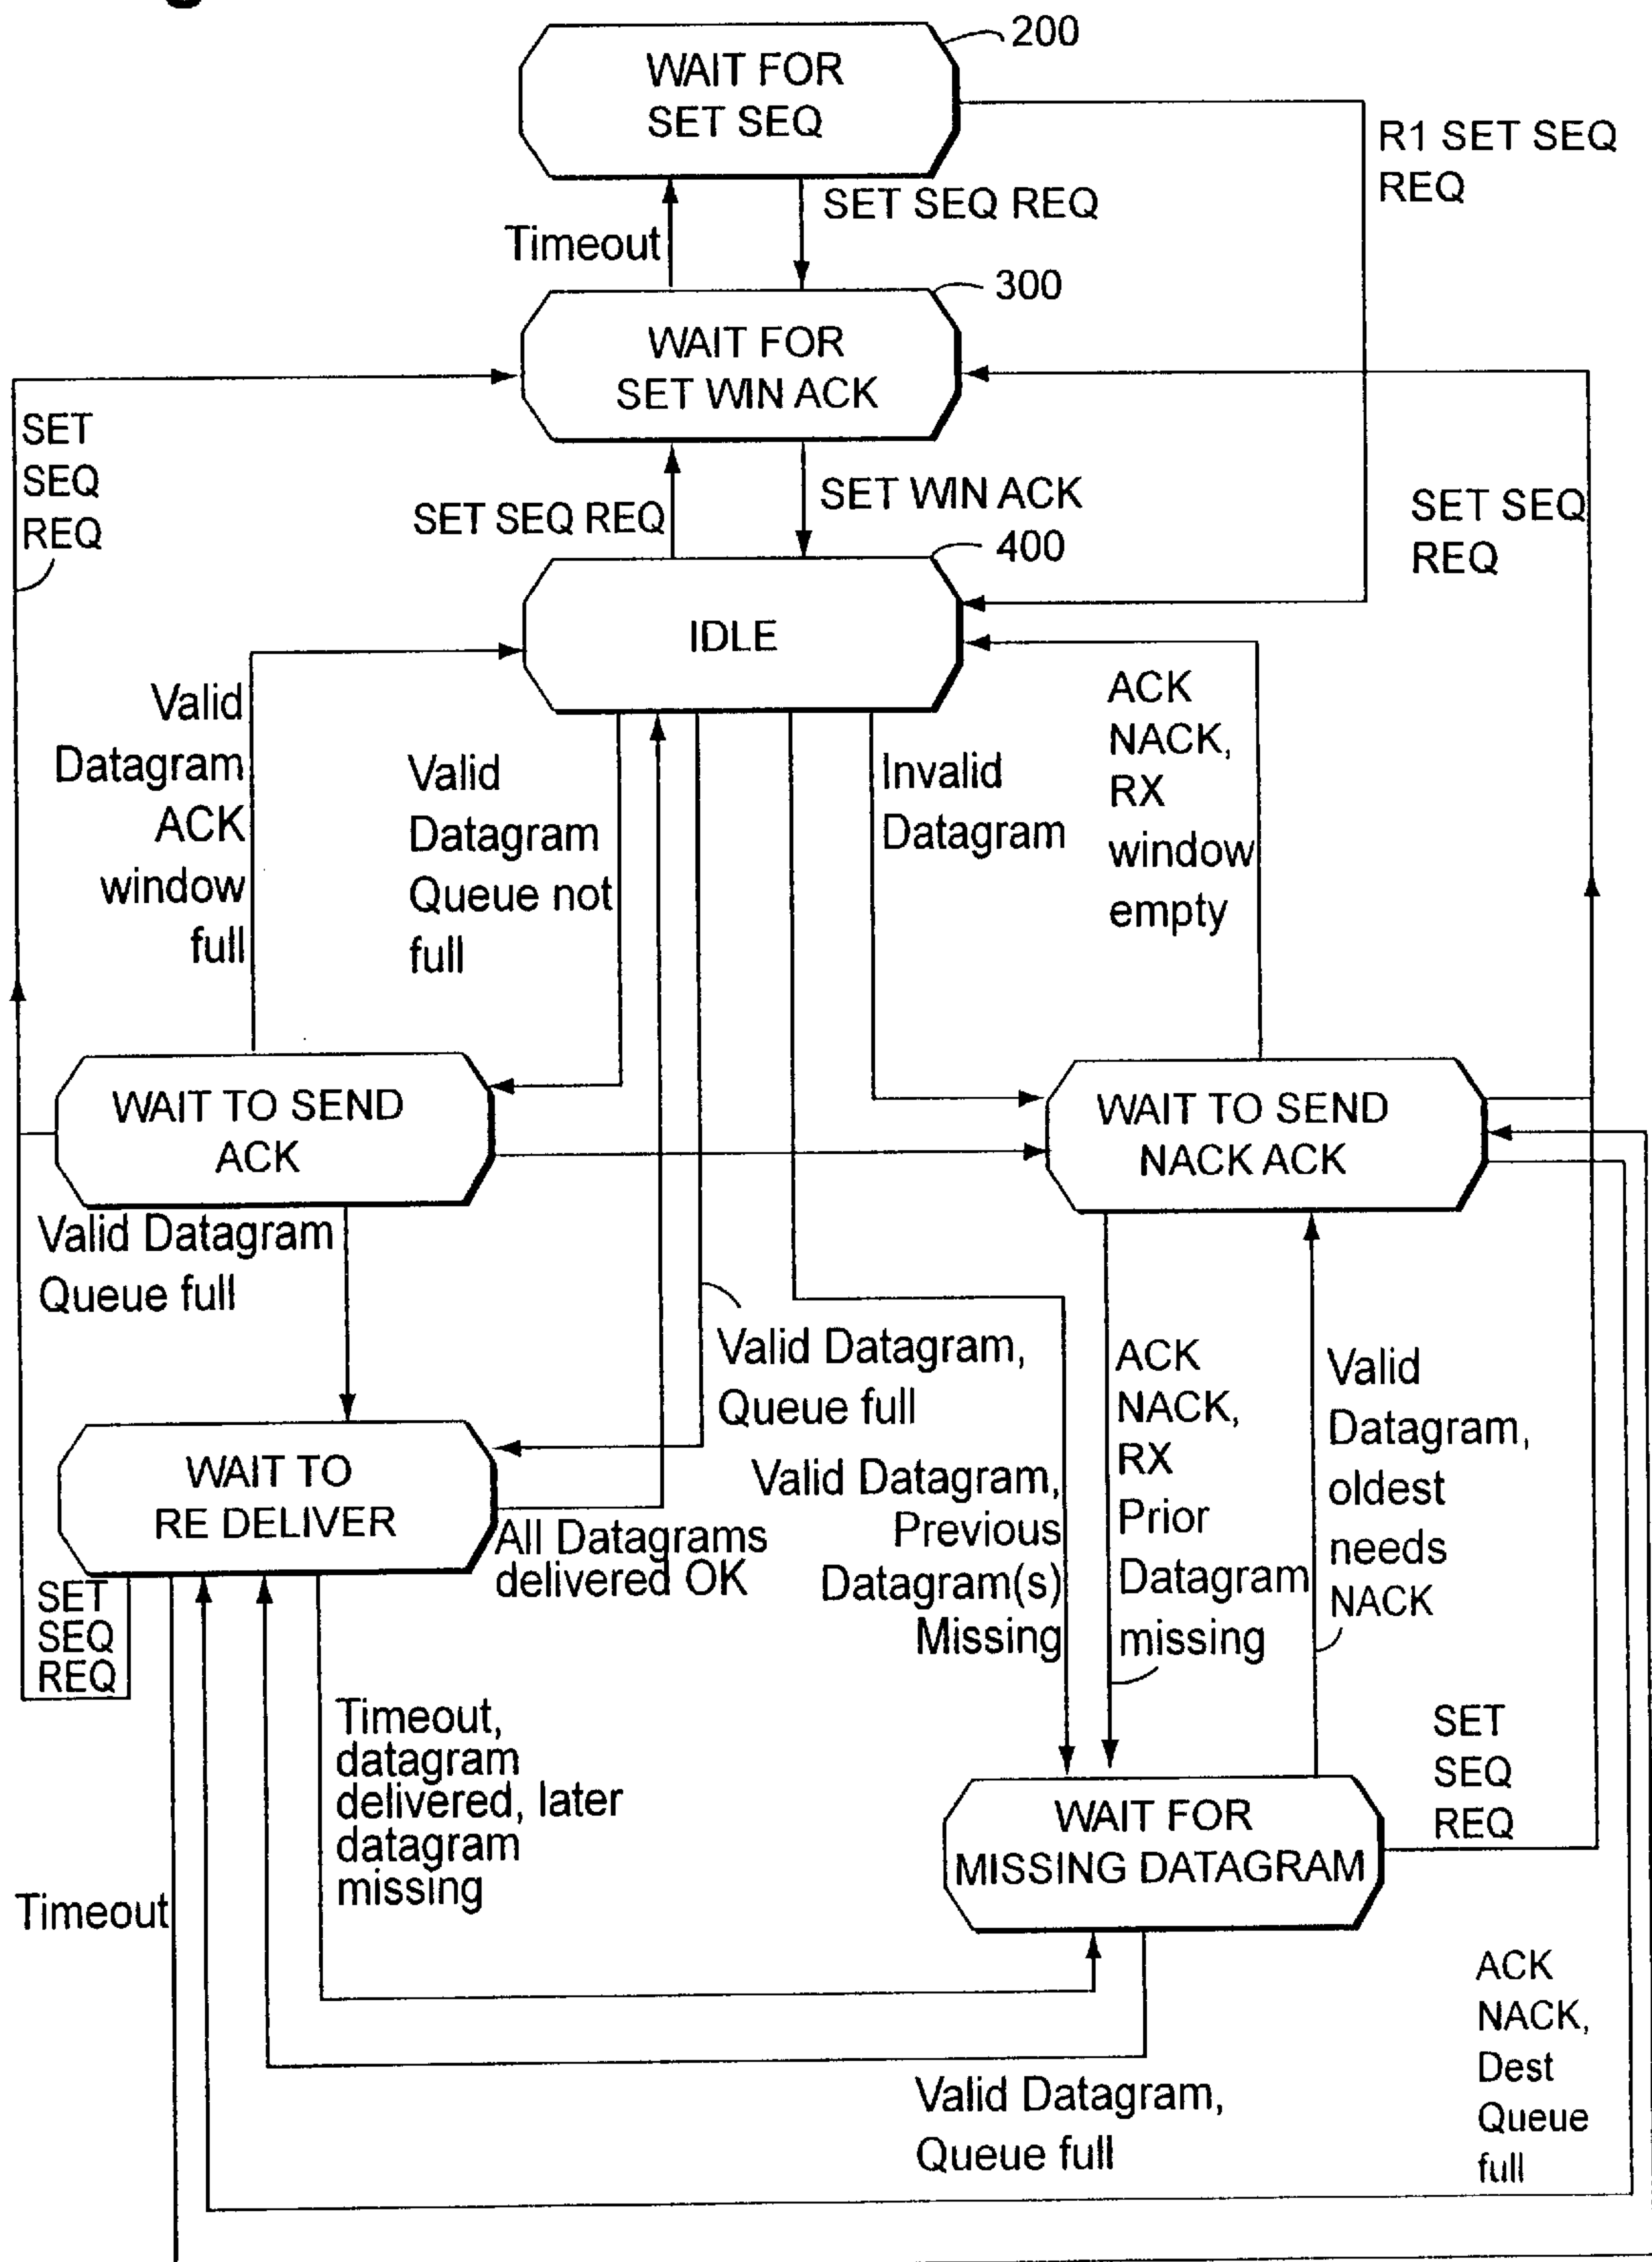 200
WAIT FOR
SET SEQ
R1 SET SEQ
REQ
SET SEQ REQ
Timeout
300
WAIT FOR
SET WIN ACK
SET
SEQ
REQ
SET SEQ REQ
SET WIN ACK
400
SET SEQ
REQ
IDLE
Valid
Datagram
ACK
window
full
Valid
Datagram
Queue not
full
Invalid
Datagram
ACK
NACK,
RX
window
empty
WAIT TO SEND
ACK
WAIT TO SEND
NACK ACK
Valid Datagram
Queue full
Valid Datagram,
Queue full
ACK
NACK,
RX
Prior
Datagram
missing
Valid
Datagram,
oldest
needs
NACK
WAIT TO
RE DELIVER
All Datagrams
delivered OK
Valid Datagram,
Previous
Datagram(s)
Missing
SET
SEQ
REQ
Timeout,
datagram
delivered, later
datagram
missing
SET
SEQ
REQ
WAIT FOR
MISSING DATAGRAM
Timeout
ACK
NACK,
Dest
Queue
full
Valid Datagram,
Queue full